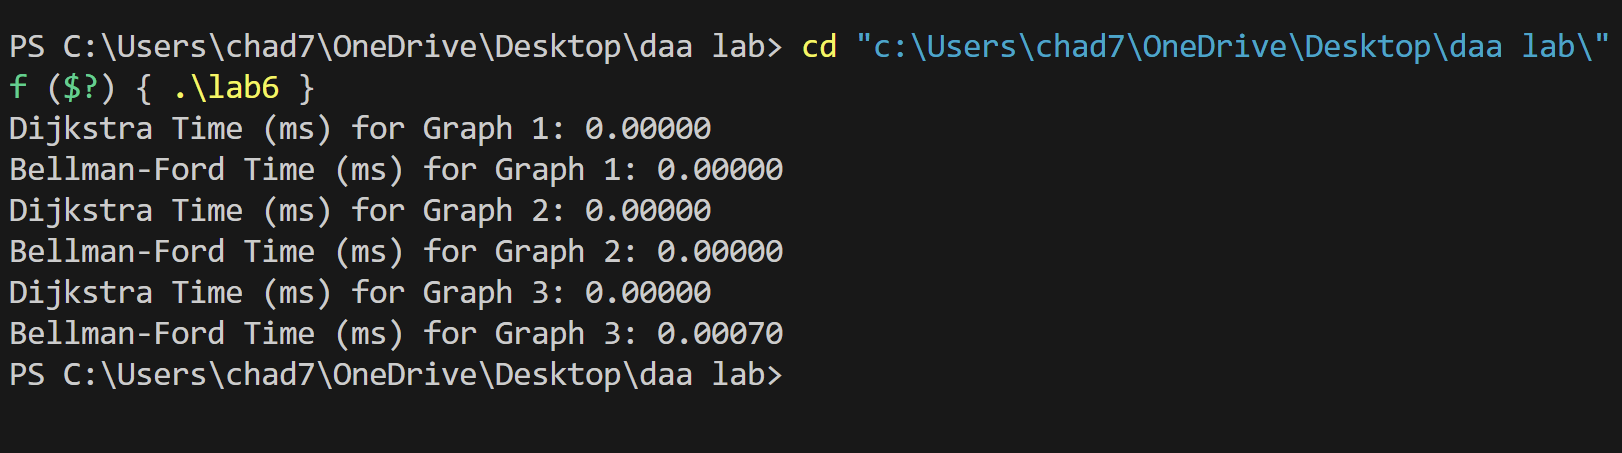 PS C:\Users\chad7\OneDrive\Desktop\daa lab> cd "c:\Users\chad7\OneDrive\Desktop\daa lab\"
f ($?) { .\lab6 }
Dijkstra Time (ms) for Graph 1: 0.00000
Bellman-Ford Time (ms) for Graph 1: 0.00000
Dijkstra Time (ms) for Graph 2: 0.00000
Bellman-Ford Time (ms) for Graph 2: 0.00000
Dijkstra Time (ms) for Graph 3: 0.00000
Bellman-Ford Time (ms) for Graph 3: 0.00070
PS C:\Users\chad7\OneDrive\Desktop\daa lab>